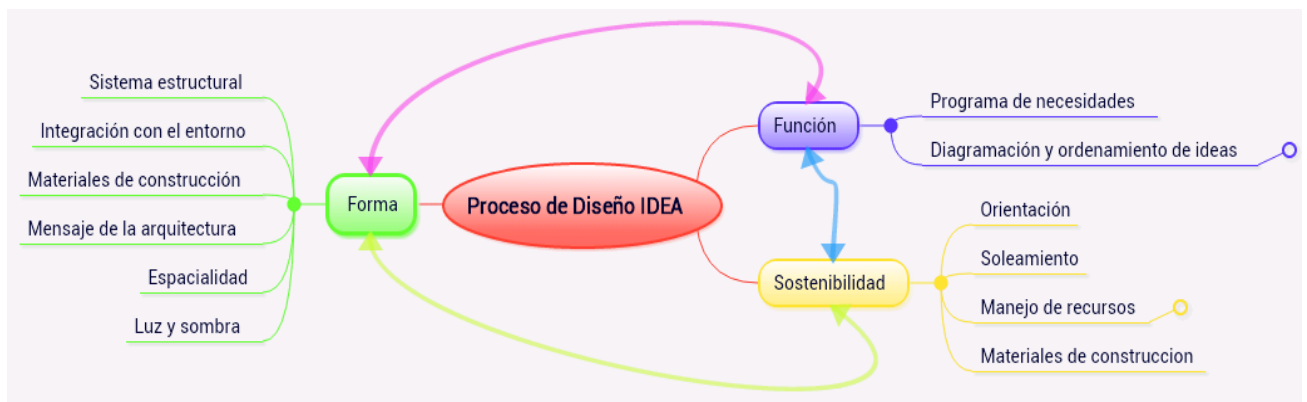 Sistema estructural
Integración con el entorno
Materiales de construcción
Mensaje de la arquitectura
Espacialidad
Luz y sombra
Forma
Proceso de Diseño IDEA
Función
Programa de necesidades
Diagramación y ordenamiento de ideas
Sostenibilidad
Orientación
Soleamiento
Manejo de recursos
Materiales de construccion